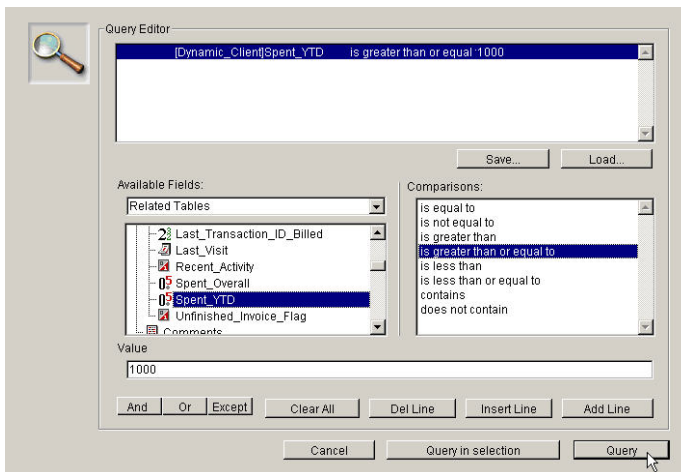 Query Editor
[Dynamic_Client]Spent_YTD is greater than or equal 1000
Save... Load...
Available Fields:
Related Tables
Last_Transaction_ID_Billed
Last_Visit
Recent_Activity
Spent_Overall
Spent_YTD
Unfinished_Invoice_Flag
Comments
Comparisons:
is equal to
is not equal to
is greater than
is greater than or equal to
is less than
is less than or equal to
contains
does not contain
Value
1000
And Or Except Clear All Del Line Insert Line Add Line
Cancel Query in selection Query